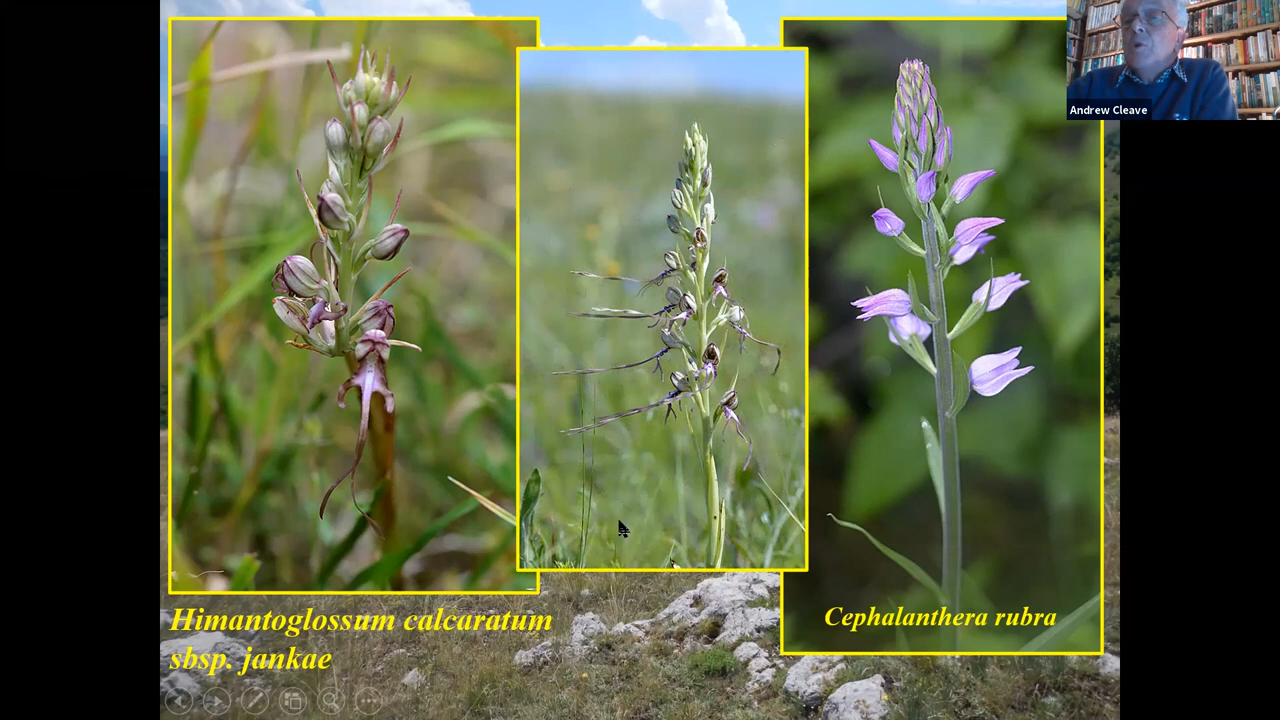 Andrew Cleave
Himantoglossum calcaratum
sbsp. jankae
Cephalanthera rubra